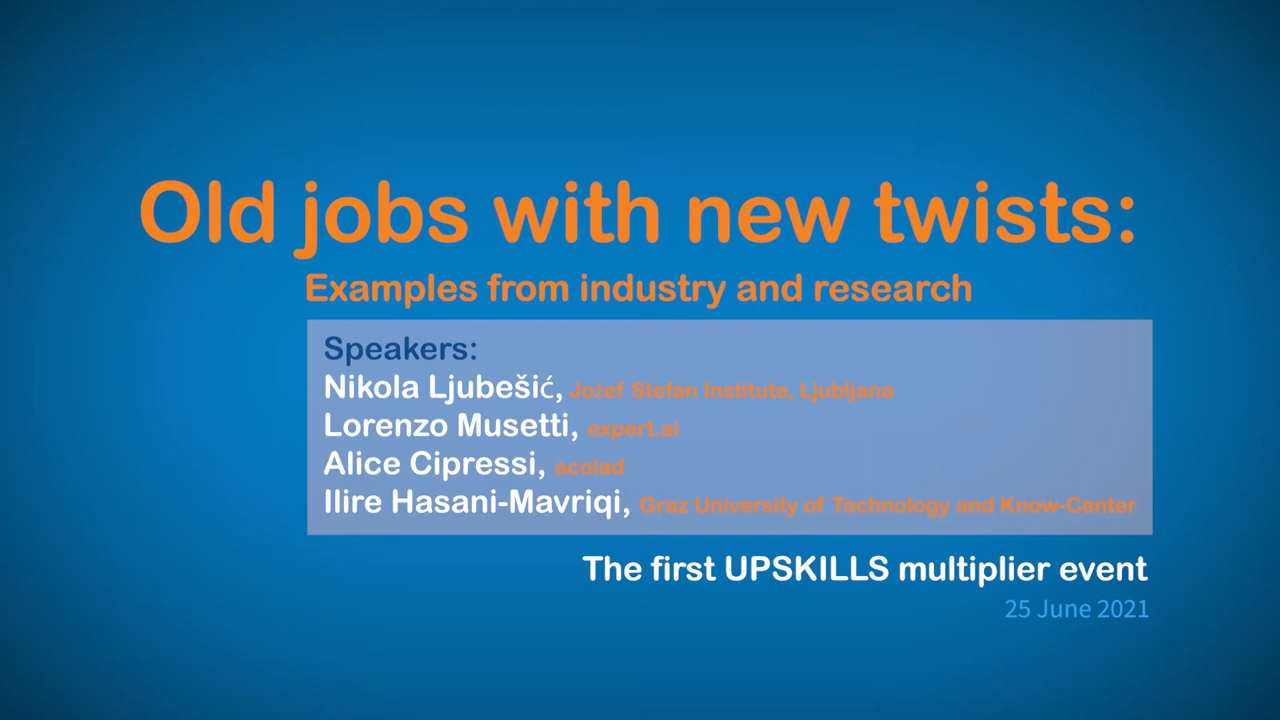 Old jobs with new twists:
Examples from industry and research
Speakers:
Nikola Ljubešić, Jožef Stefan Institute, Ljubljana
Lorenzo Musetti, expert.ai
Alice Cipressi, acolad
Ilire Hasani-Mavriqi, Graz University of Technology and Know-Center
The first UPSKILLS multiplier event
25 June 2021